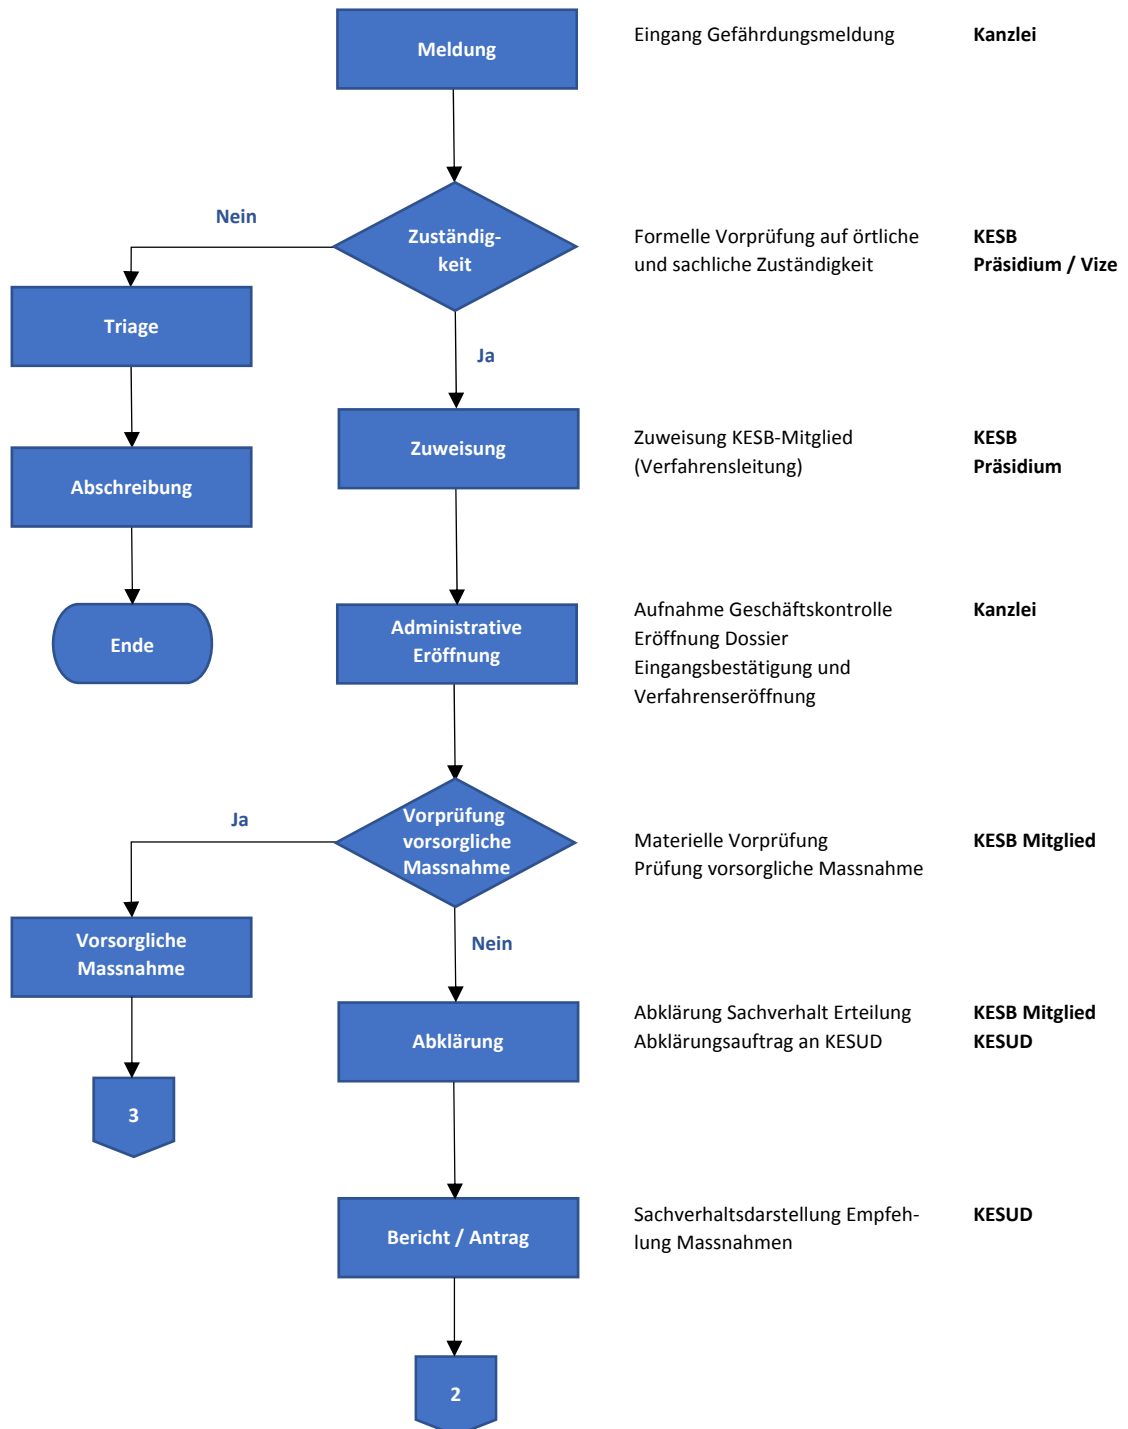 Meldung
Eingang Gefährdungsmeldung
Kanzlei
Nein
Zuständig-
keit
Formelle Vorprüfung auf örtliche
und sachliche Zuständigkeit
KESB
Präsidium / Vize
Triage
Ja
Zuweisung
Zuweisung KESB-Mitglied
(Verfahrensleitung)
KESB
Präsidium
Abschreibung
Ende
Administrative
Eröffnung
Aufnahme Geschäftskontrolle
Eröffnung Dossier
Eingangsbestätigung und
Verfahrenseröffnung
Kanzlei
Ja
Vorprüfung
vorsorgliche
Massnahme
Materielle Vorprüfung
Prüfung vorsorgliche Massnahme
KESB Mitglied
Vorsorgliche
Massnahme
Nein
Abklärung
Abklärung Sachverhalt Erteilung
Abklärungsauftrag an KESUD
KESB Mitglied
KESUD
3
Bericht / Antrag
Sachverhaltsdarstellung Empfeh-
lung Massnahmen
KESUD
2